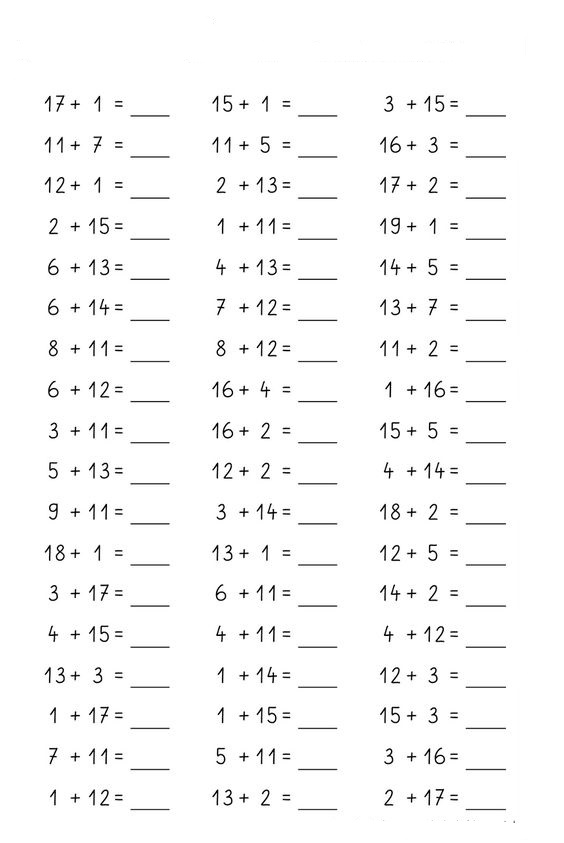 17 + 1 = ____ 15 + 1 = ____ 3 + 15 = ____
11 + 7 = ____ 11 + 5 = ____ 16 + 3 = ____
12 + 1 = ____ 2 + 13 = ____ 17 + 2 = ____
2 + 15 = ____ 1 + 11 = ____ 19 + 1 = ____
6 + 13 = ____ 4 + 13 = ____ 14 + 5 = ____
6 + 14 = ____ 7 + 12 = ____ 13 + 7 = ____
8 + 11 = ____ 8 + 12 = ____ 11 + 2 = ____
6 + 12 = ____ 16 + 4 = ____ 1 + 16 = ____
3 + 11 = ____ 16 + 2 = ____ 15 + 5 = ____
5 + 13 = ____ 12 + 2 = ____ 4 + 14 = ____
9 + 11 = ____ 3 + 14 = ____ 18 + 2 = ____
18 + 1 = ____ 13 + 1 = ____ 12 + 5 = ____
3 + 17 = ____ 6 + 11 = ____ 14 + 2 = ____
4 + 15 = ____ 4 + 11 = ____ 4 + 12 = ____
13 + 3 = ____ 1 + 14 = ____ 12 + 3 = ____
1 + 17 = ____ 1 + 15 = ____ 15 + 3 = ____
7 + 11 = ____ 5 + 11 = ____ 3 + 16 = ____
1 + 12 = ____ 13 + 2 = ____ 2 + 17 = ____